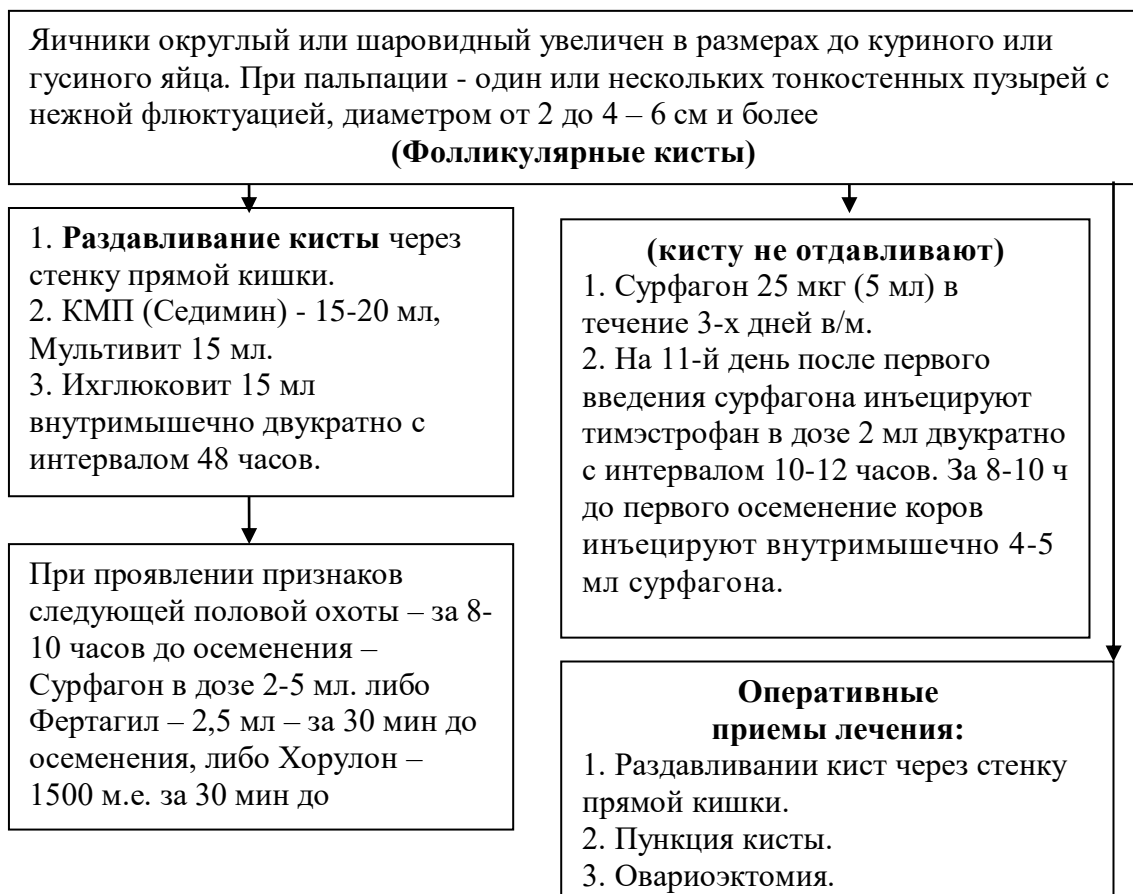 Яичники округлый или шаровидный увеличен в размерах до куриного или
гусиного яйца. При пальпации - один или нескольких тонкостенных пузырей с
нежной флюктуацией, диаметром от 2 до 4 – 6 см и более
(Фолликулярные кисты)
1. Раздавливание кисты через
стенку прямой кишки.
2. КМП (Седимин) - 15-20 мл,
Мультивит 15 мл.
3. Ихглюковит 15 мл
внутримышечно двукратно с
интервалом 48 часов.
При проявлении признаков
следующей половой охоты – за 8-
10 часов до осеменения –
Сурфагон в дозе 2-5 мл. либо
Фертагил – 2,5 мл – за 30 мин до
осеменения, либо Хорулон –
1500 м.е. за 30 мин до
(кисту не отдавливают)
1. Сурфагон 25 мкг (5 мл) в
течение 3-х дней в/м.
2. На 11-й день после первого
введения сурфагона инъецируют
тимэстрофан в дозе 2 мл двукратно
с интервалом 10-12 часов. За 8-10 ч
до первого осеменение коров
инъецируют внутримышечно 4-5
мл сурфагона.
Оперативные
приемы лечения:
1. Раздавливании кист через стенку
прямой кишки.
2. Пункция кисты.
3. Овариоэктомия.